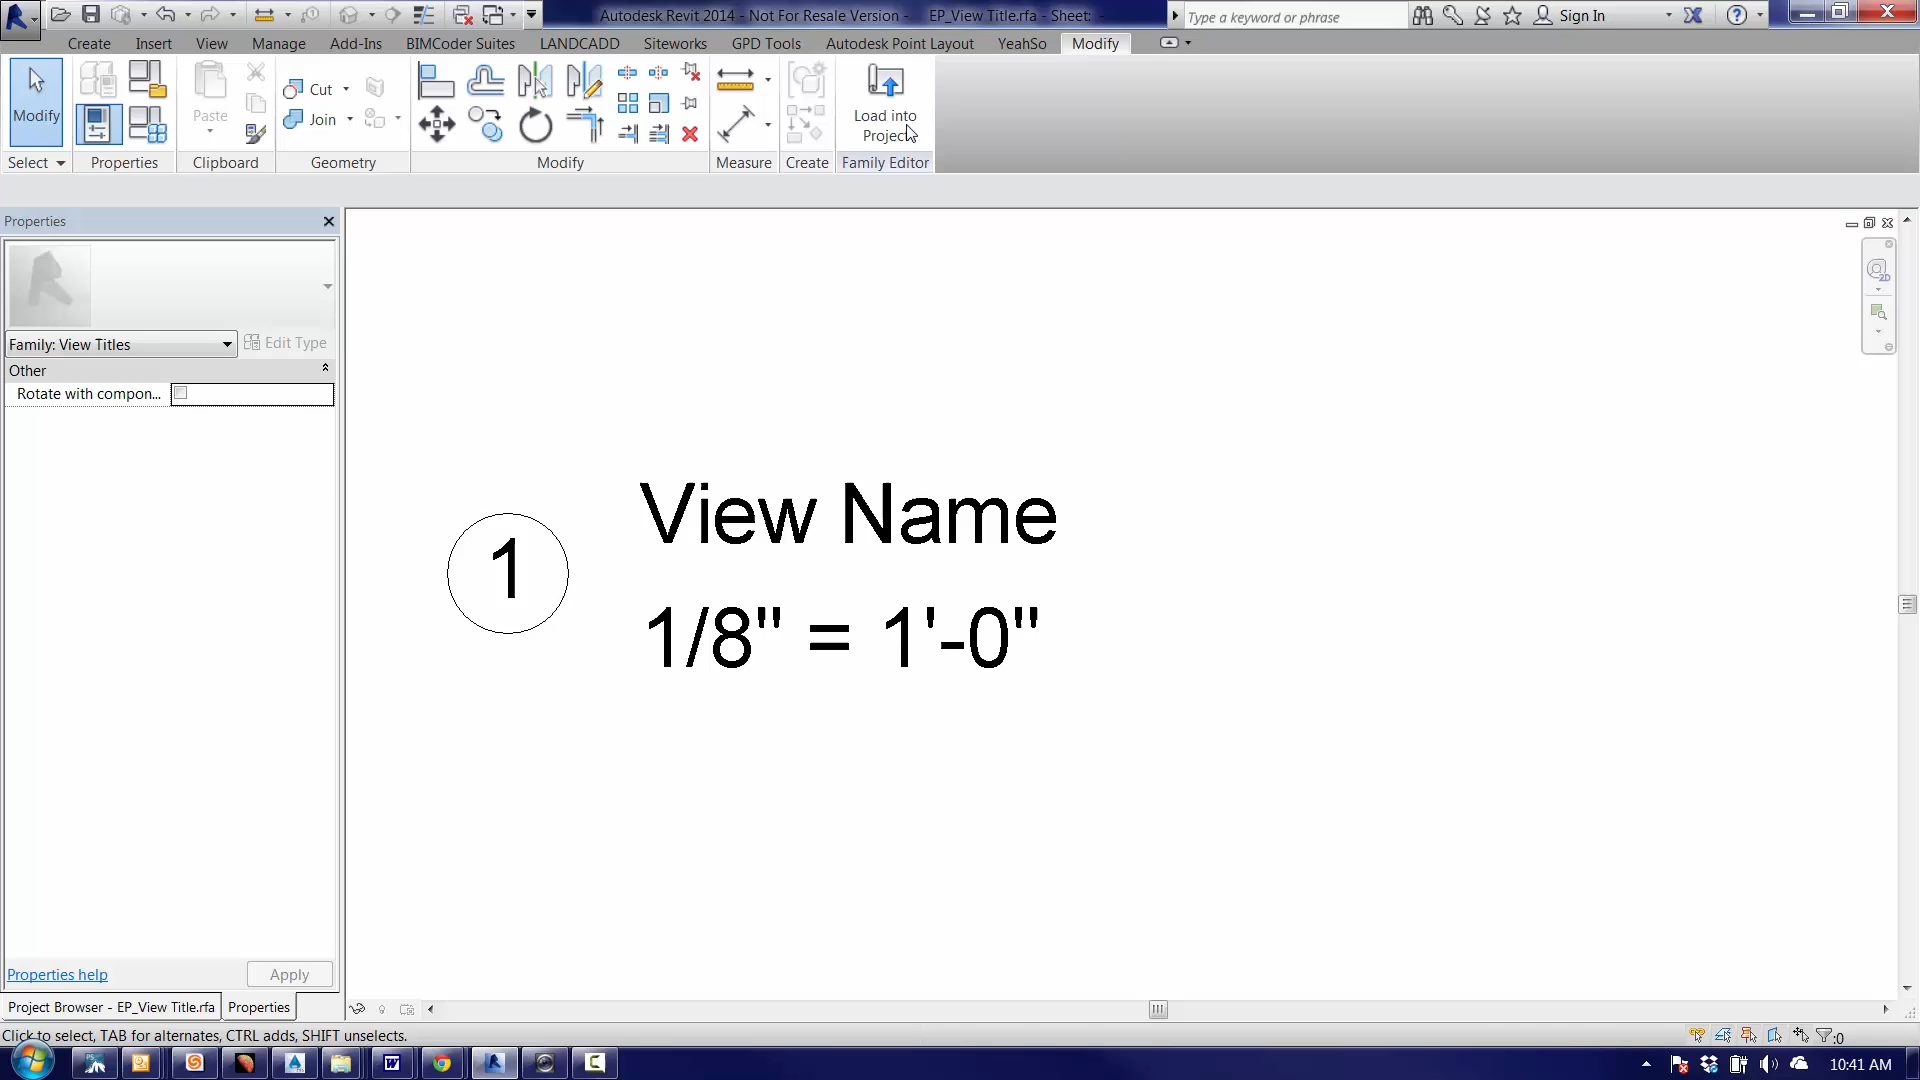 Autodesk Revit 2014 - Not For Resale Version - EP_View Title.rfa - Sheet: -
Type a keyword or phrase
Sign In
Create Insert View Manage Add-Ins BIMCoder Suites LANDCADD Siteworks GPD Tools Autodesk Point Layout YeahSo Modify
Modify
Paste
Cut
Join
Load into
Project
Select Properties Clipboard Geometry Modify Measure Create Family Editor
Properties
Family: View Titles
Edit Type
Other
Rotate with compon...
View Name
1
1/8" = 1'-0"
Properties help
Apply
Project Browser - EP_View Title.rfa
Properties
Click to select, TAB for alternates, CTRL adds, SHIFT unselects.
:0
10:41 AM